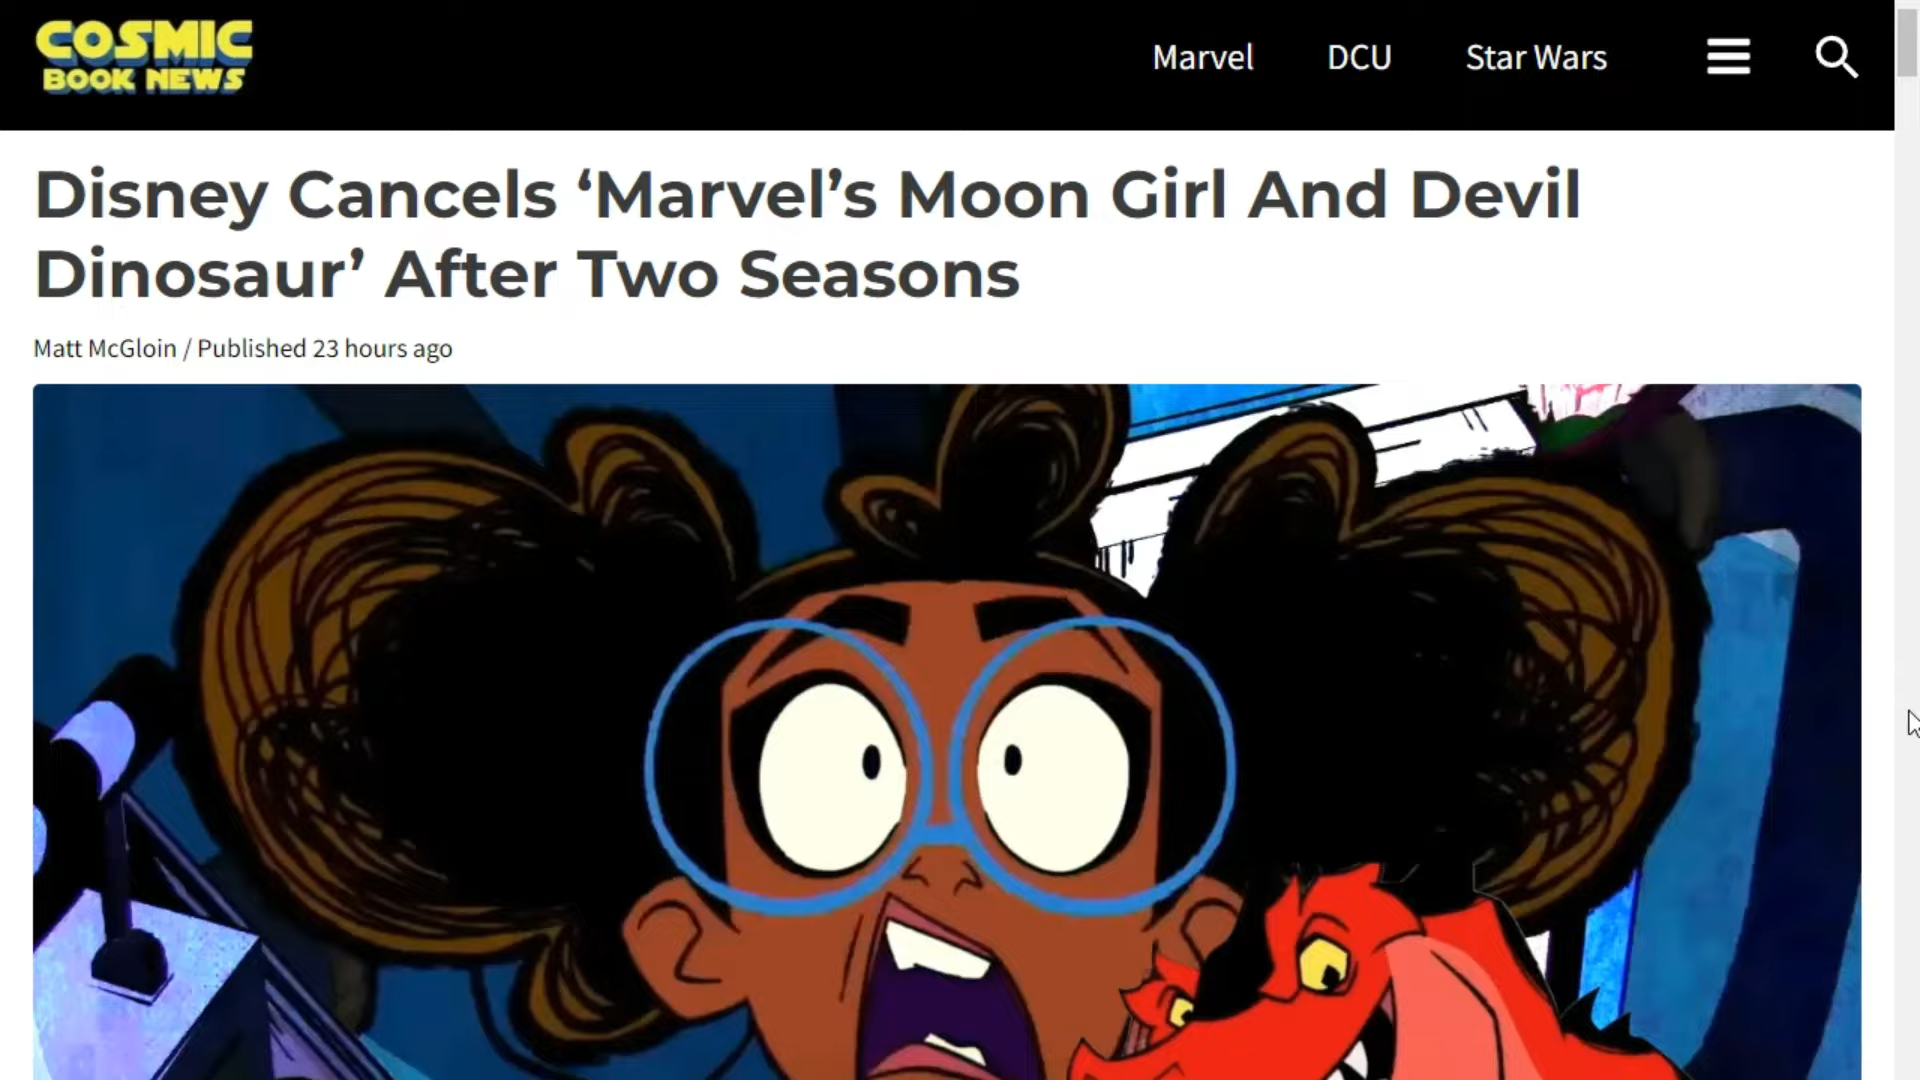 COSMIC
BOOK NEWS
Marvel
DCU
Star Wars
Disney Cancels ‘Marvel’s Moon Girl And Devil
Dinosaur’ After Two Seasons
Matt McGloin / Published 23 hours ago